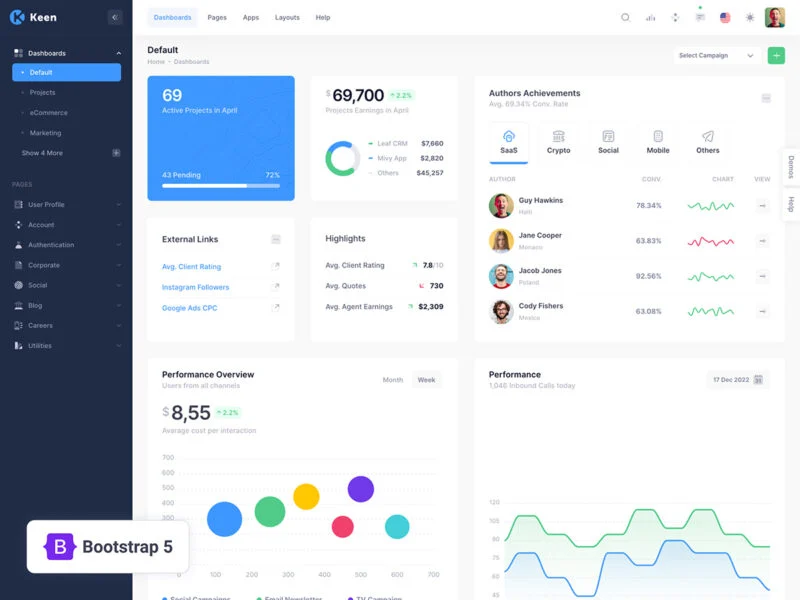 Keen
Dashboards
Default
Projects
eCommerce
Marketing
Show 4 More
PAGES
User Profile
Account
Authentication
Corporate
Social
Blog
Careers
Utilities
Dashboards Pages Apps Layouts Help
Default
Home - Dashboards
Select Campaign
69
Active Projects in April
43 Pending 72%
$69,700 2.2%
Projects Earnings in April
Leaf CRM $7,660
Mivy App $2,820
Others $45,257
External Links
Avg. Client Rating
Instagram Followers
Google Ads CPC
Highlights
Avg. Client Rating 7.8/10
Avg. Quotes 730
Avg. Agent Earnings $2,309
Authors Achievements
Avg. 69.34% Conv. Rate
SaaS Crypto Social Mobile Others
AUTHOR CONV. CHART VIEW
Guy Hawkins
Haiti
78.34%
Jane Cooper
Monaco
63.83%
Jacob Jones
Poland
92.56%
Cody Fishers
Mexico
63.08%
Demos
Help
Performance Overview
Users from all channels
Month Week
$8,55 2.2%
Avarage cost per interaction
700
600
500
400
300
0 100 200 300 400 500 600 700
Social Campaigns Email Newsletter TV Campaign
Performance
1,046 Inbound Calls today
17 Dec 2022
120
105
90
75
60
45
B Bootstrap 5